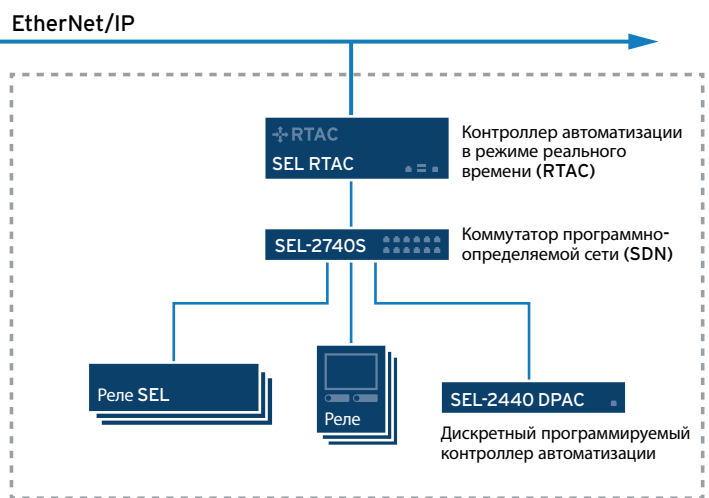 EtherNet/IP
RTAC
SEL RTAC
Контроллер автоматизации
в режиме реального
времени (RTAC)
SEL-2740S
Коммутатор программно-
определяемой сети (SDN)
Реле SEL
Реле
SEL-2440 DPAC
Дискретный программируемый
контроллер автоматизации